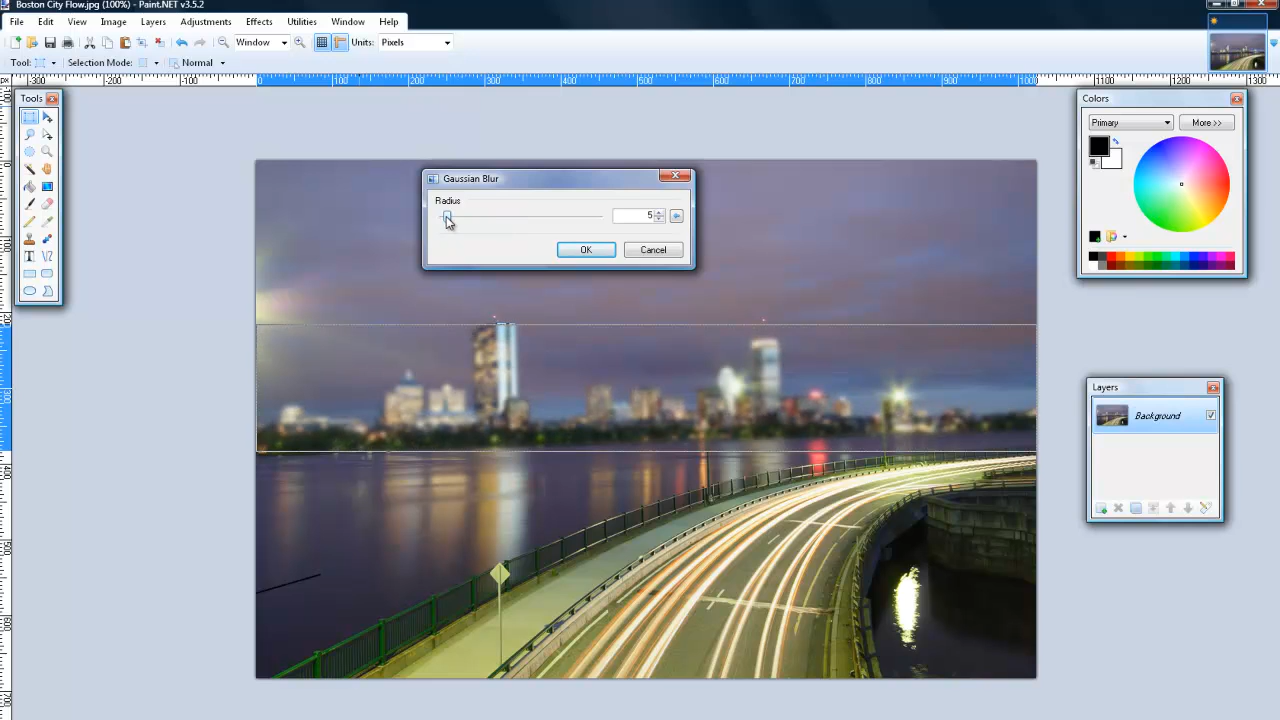 Boston City Flow.jpg (100%) - Paint.NET v3.5.2
File Edit View Image Layers Adjustments Effects Utilities Window Help
Window Units: Pixels
Tool: Selection Mode: Normal
px -300 -200 -100 0 100 200 300 400 500 600 700 800 900 1000 1100 1200 1300
Tools
Colors
Primary More >>
Gaussian Blur
Radius
5
OK Cancel
Layers
Background